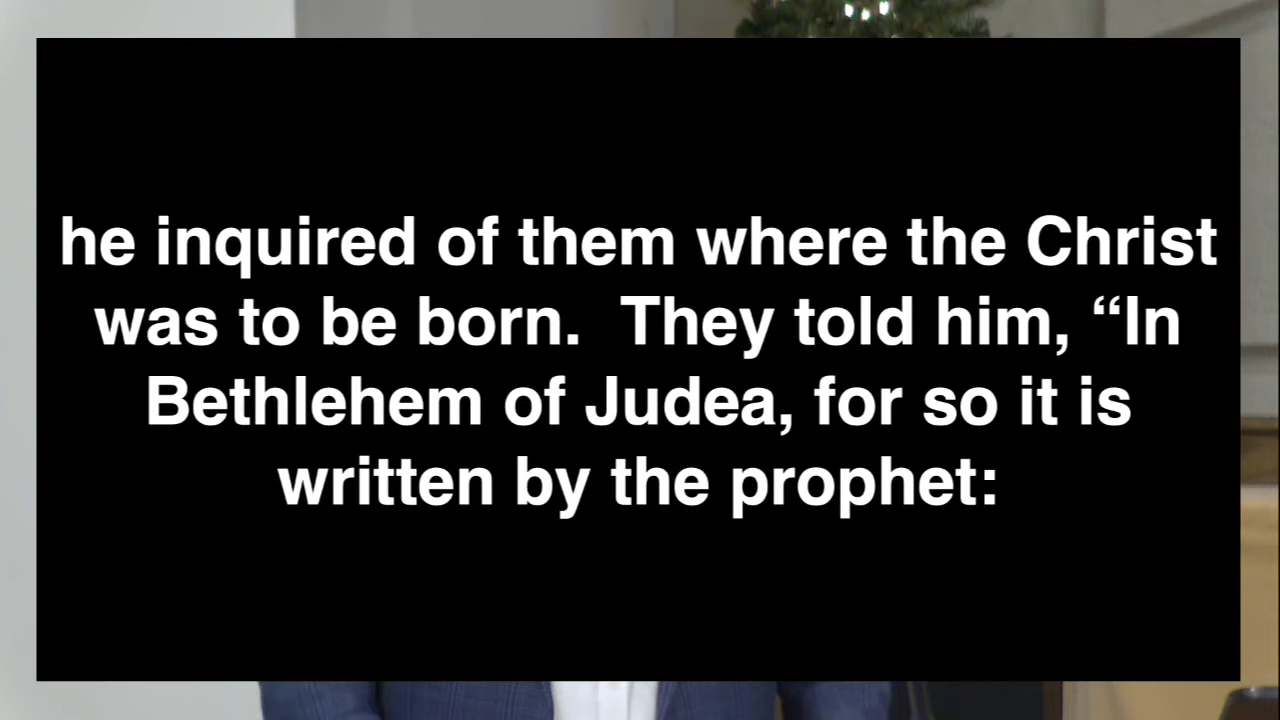 he inquired of them where the Christ
was to be born.  They told him, “In
Bethlehem of Judea, for so it is
written by the prophet: